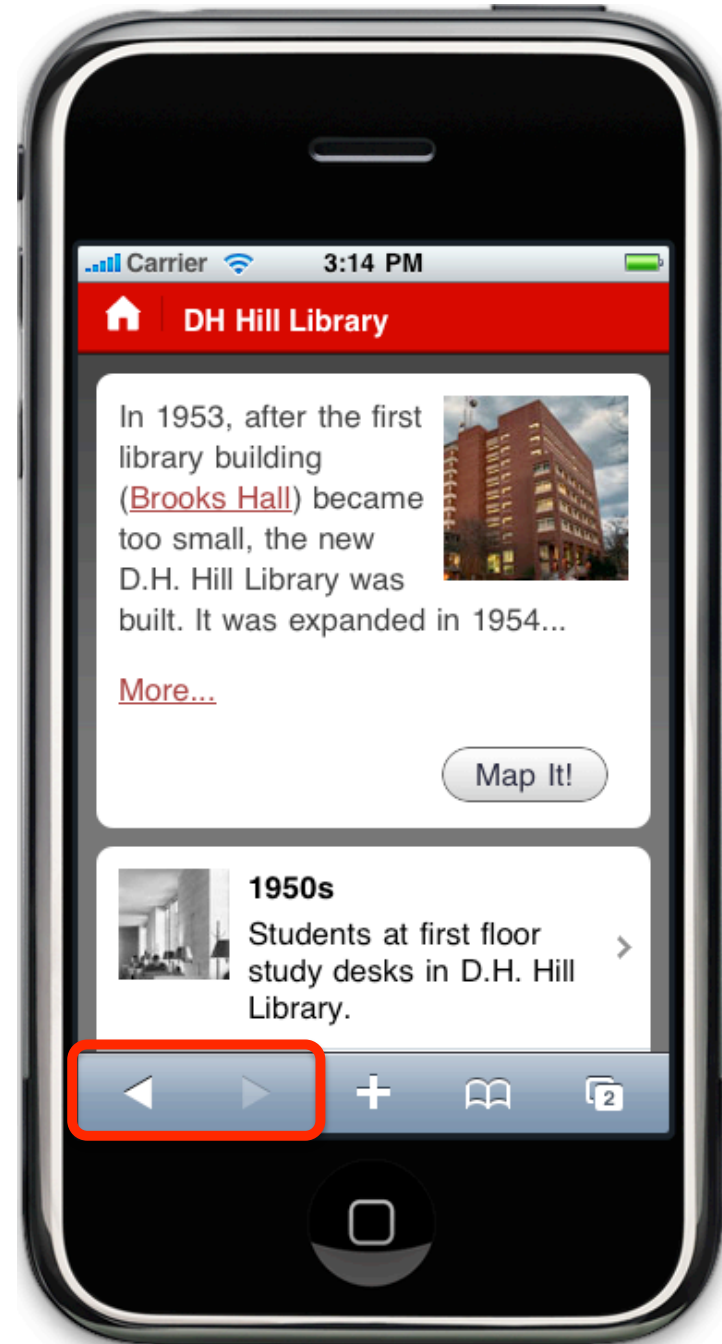 Carrier 3:14 PM
DH Hill Library
In 1953, after the first
library building
(Brooks Hall) became
too small, the new
D.H. Hill Library was
built. It was expanded in 1954...
More...
Map It!
1950s
Students at first floor
study desks in D.H. Hill
Library.
2